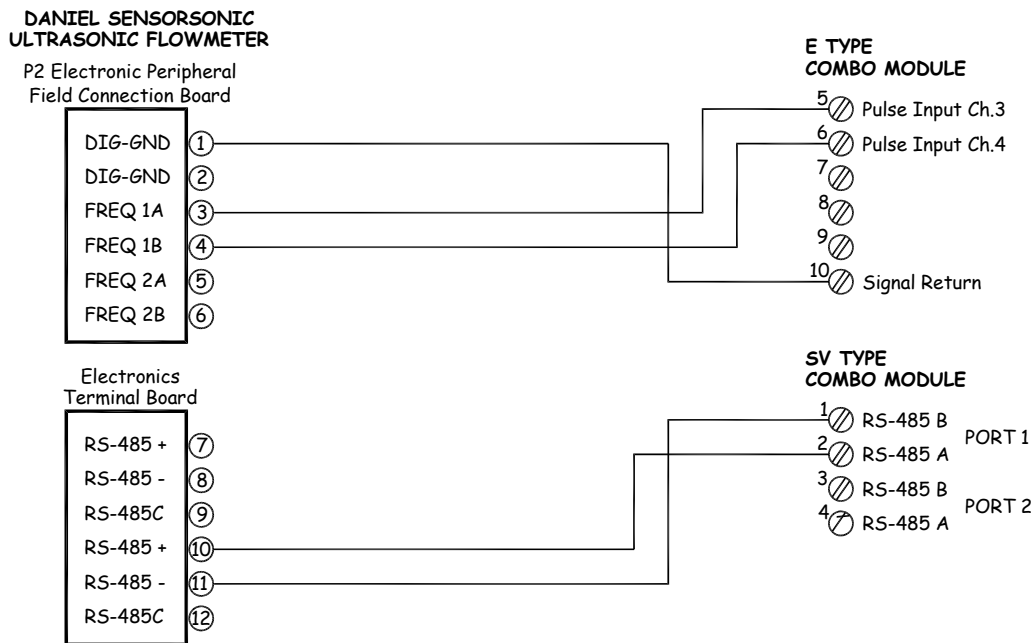 DANIEL SENSORSONIC
ULTRASONIC FLOWMETER
P2 Electronic Peripheral
Field Connection Board
DIG-GND 1
DIG-GND 2
FREQ 1A 3
FREQ 1B 4
FREQ 2A 5
FREQ 2B 6
E TYPE
COMBO MODULE
5 Pulse Input Ch.3
6 Pulse Input Ch.4
7
8
9
10 Signal Return
Electronics
Terminal Board
RS-485 + 7
RS-485 - 8
RS-485C 9
RS-485 + 10
RS-485 - 11
RS-485C 12
SV TYPE
COMBO MODULE
1 RS-485 B
2 RS-485 A
PORT 1
3 RS-485 B
4 RS-485 A
PORT 2